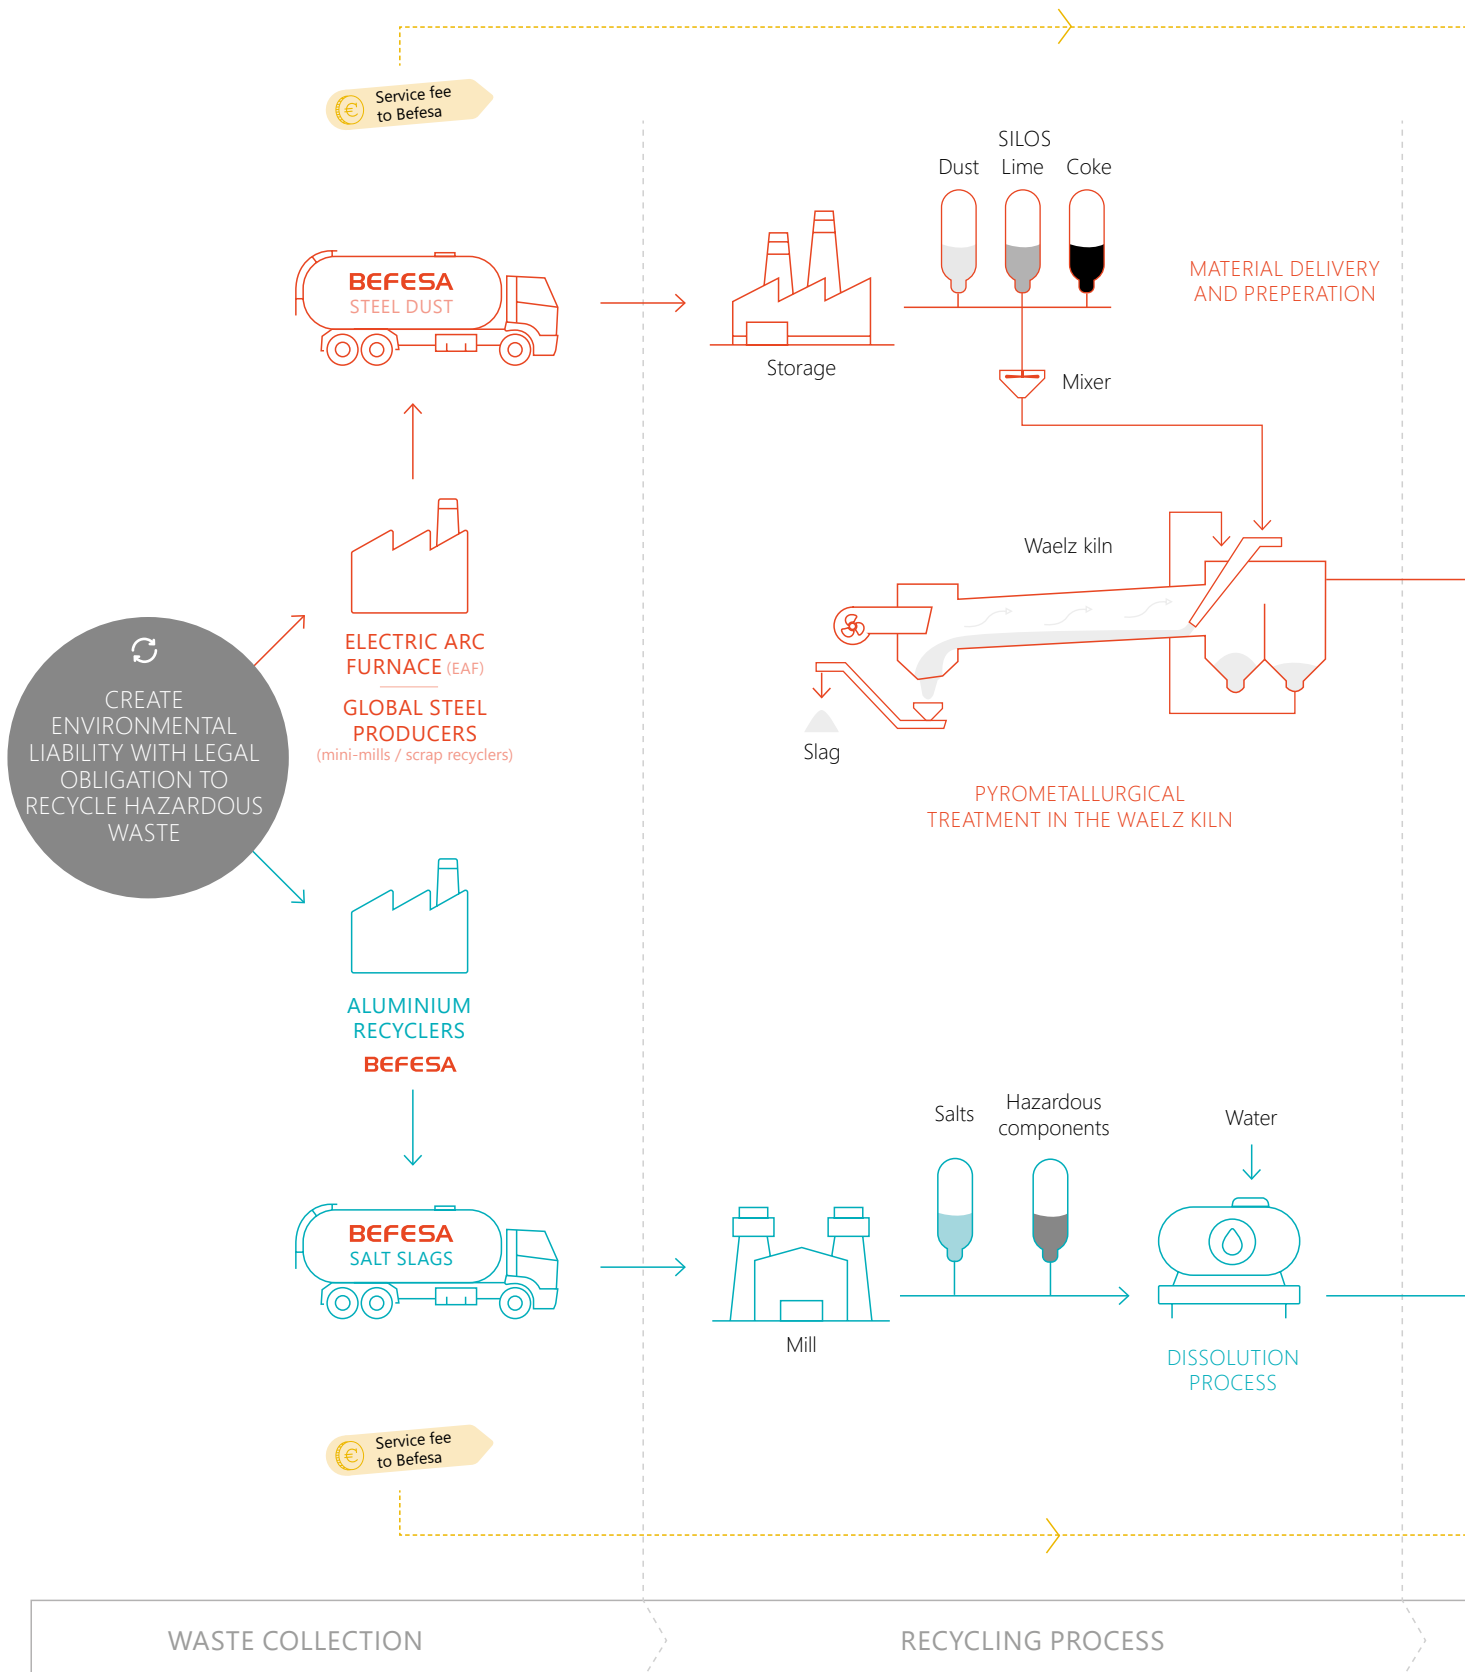 Service fee
to Befesa
SILOS
Dust
Lime
Coke
BEFESA
STEEL DUST
MATERIAL DELIVERY
AND PREPERATION
Storage
Mixer
Waelz kiln
ELECTRIC ARC
FURNACE (EAF)
GLOBAL STEEL
PRODUCERS
(mini-mills / scrap recyclers)
CREATE
ENVIRONMENTAL
LIABILITY WITH LEGAL
OBLIGATION TO
RECYCLE HAZARDOUS
WASTE
Slag
PYROMETALLURGICAL
TREATMENT IN THE WAELZ KILN
ALUMINIUM
RECYCLERS
BEFESA
Salts
Hazardous
components
Water
BEFESA
SALT SLAGS
Mill
DISSOLUTION
PROCESS
Service fee
to Befesa
WASTE COLLECTION
RECYCLING PROCESS